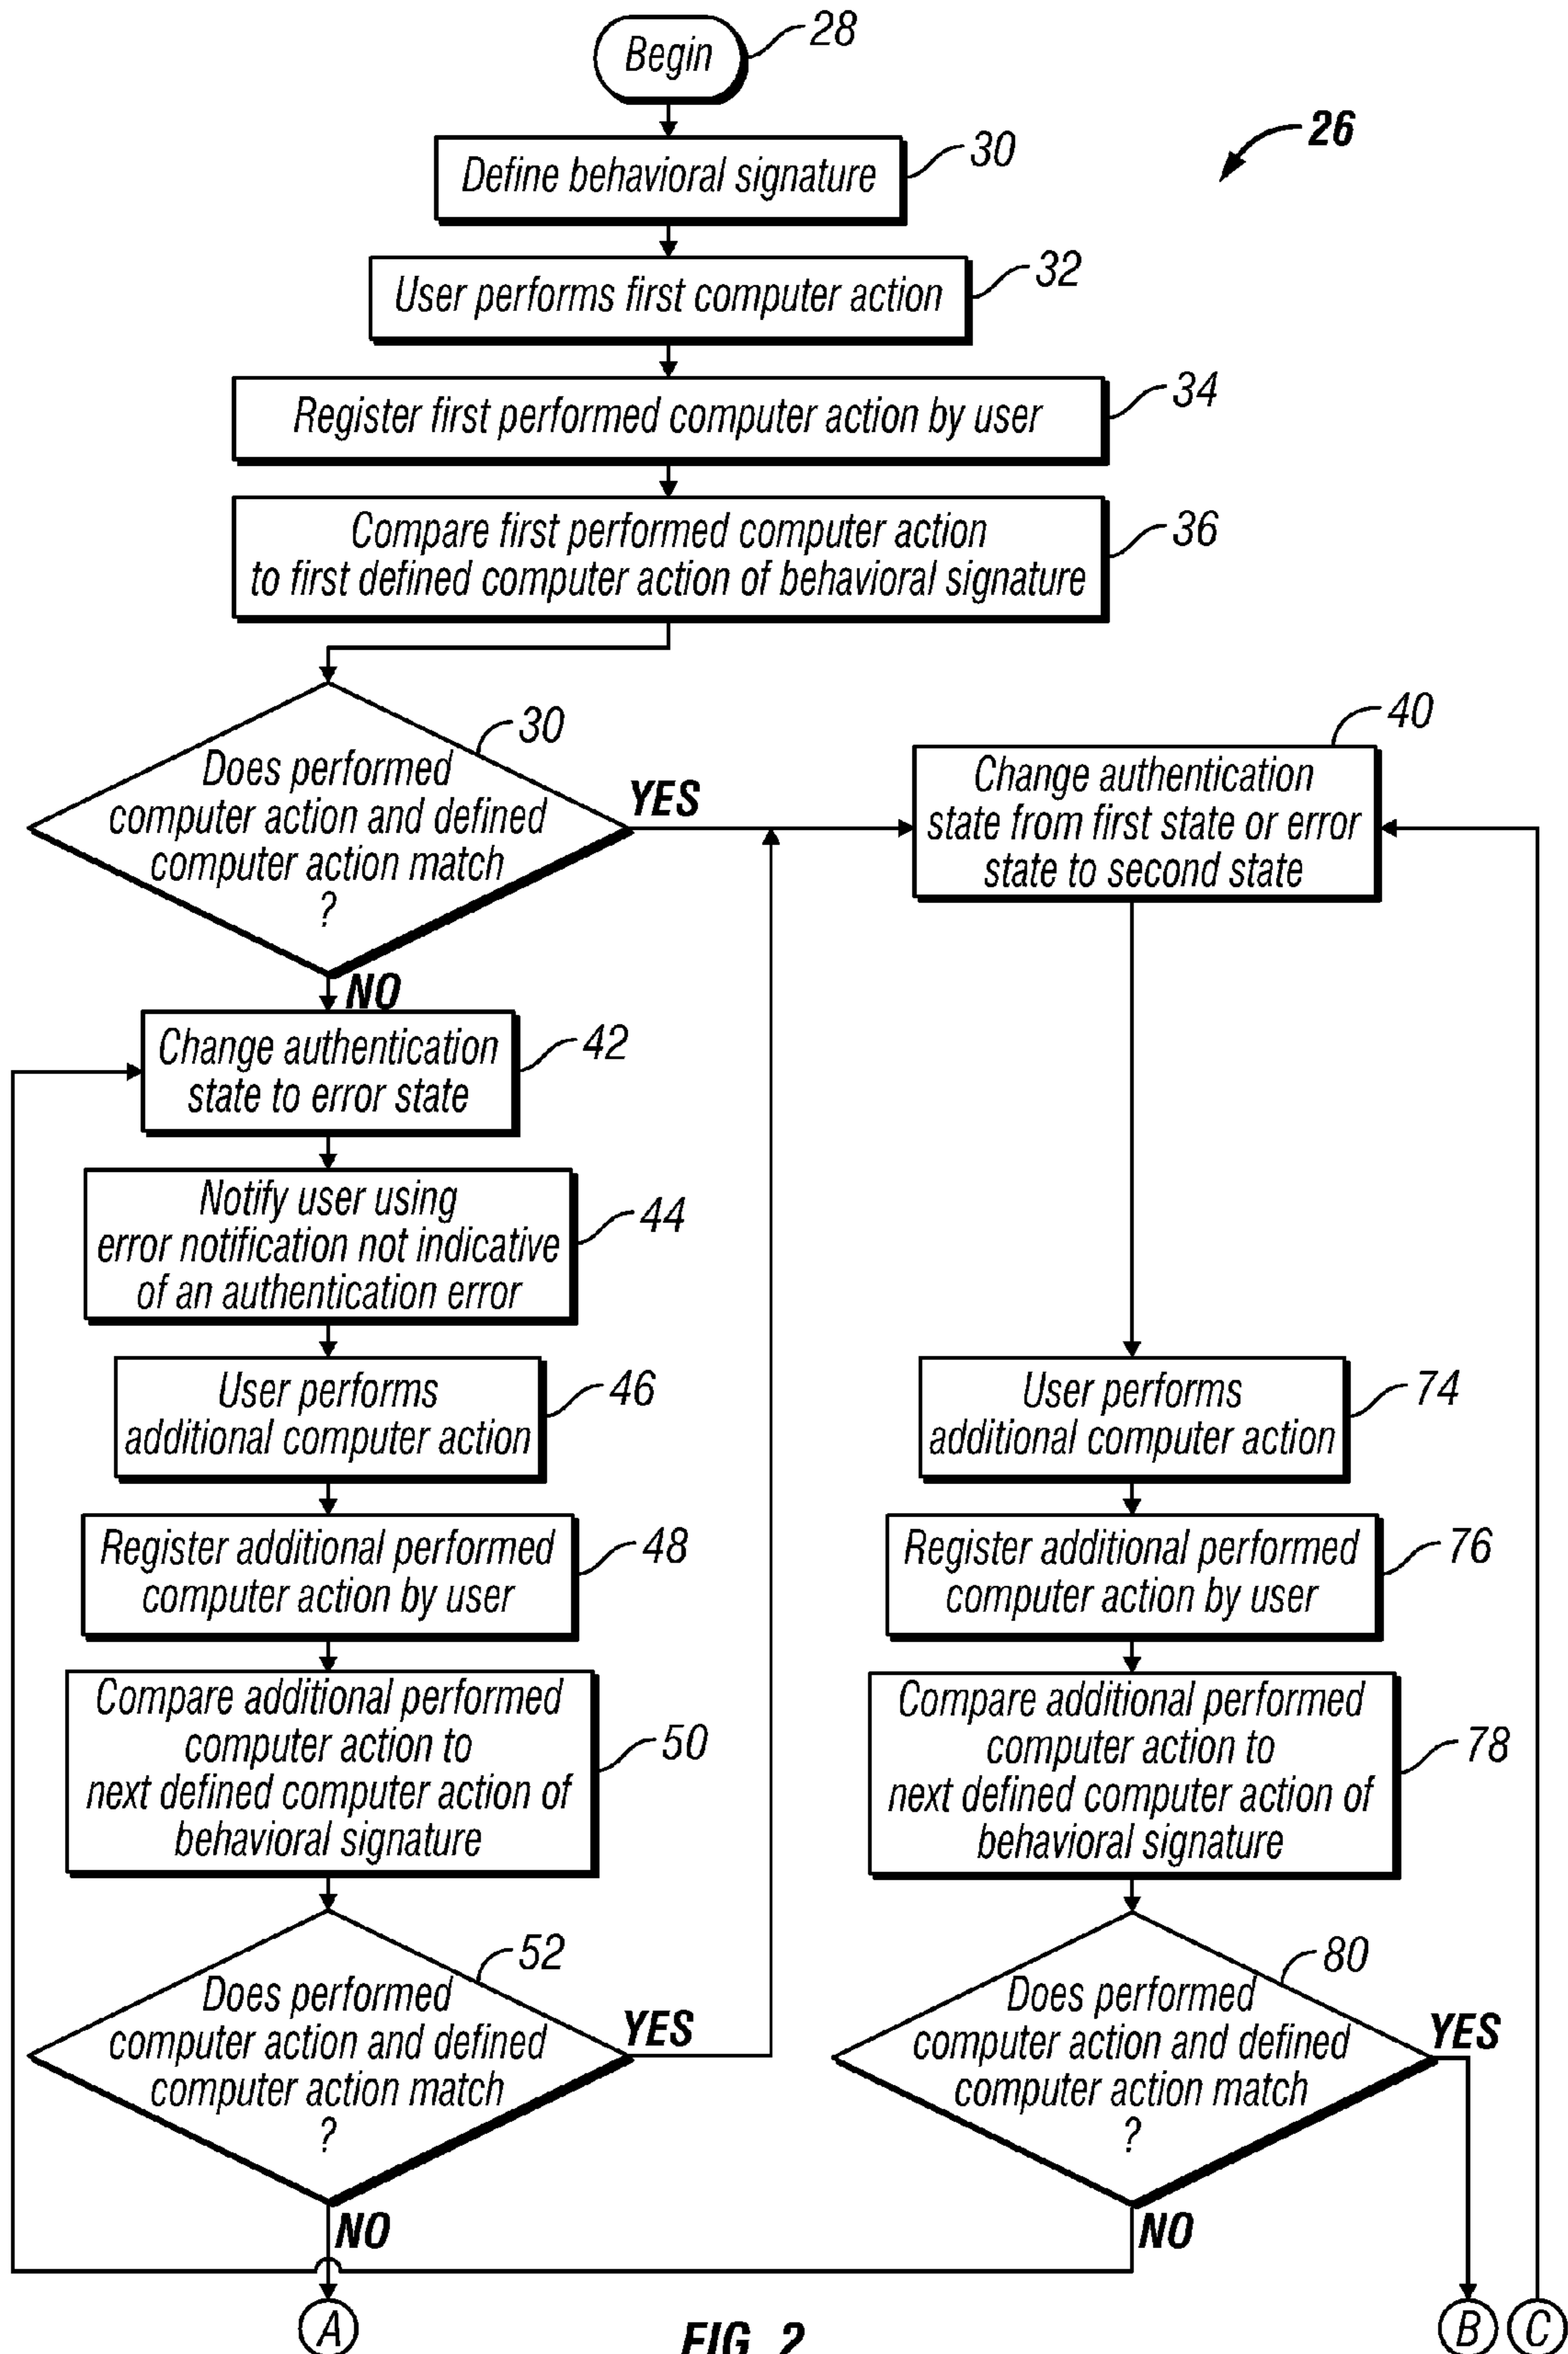 Begin
28
26
Define behavioral signature
30
User performs first computer action
32
Register first performed computer action by user
34
Compare first performed computer action
to first defined computer action of behavioral signature
36
Does performed
computer action and defined
computer action match
?
30
YES
NO
Change authentication
state from first state or error
state to second state
40
Change authentication
state to error state
42
Notify user using
error notification not indicative
of an authentication error
44
User performs
additional computer action
46
Register additional performed
computer action by user
48
Compare additional performed
computer action to
next defined computer action of
behavioral signature
50
Does performed
computer action and defined
computer action match
?
52
YES
NO
User performs
additional computer action
74
Register additional performed
computer action by user
76
Compare additional performed
computer action to
next defined computer action of
behavioral signature
78
Does performed
computer action and defined
computer action match
?
80
YES
NO
A
B
C
FIG. 2